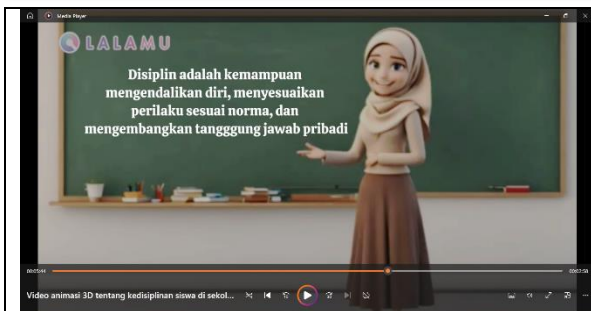 Media Player
LALAMU
Disiplin adalah kemampuan
mengendalikan diri, menyesuaikan
perilaku sesuai norma, dan
mengembangkan tangggung jawab pribadi
Video animasi 3D tentang kedisiplinan siswa di sekol...